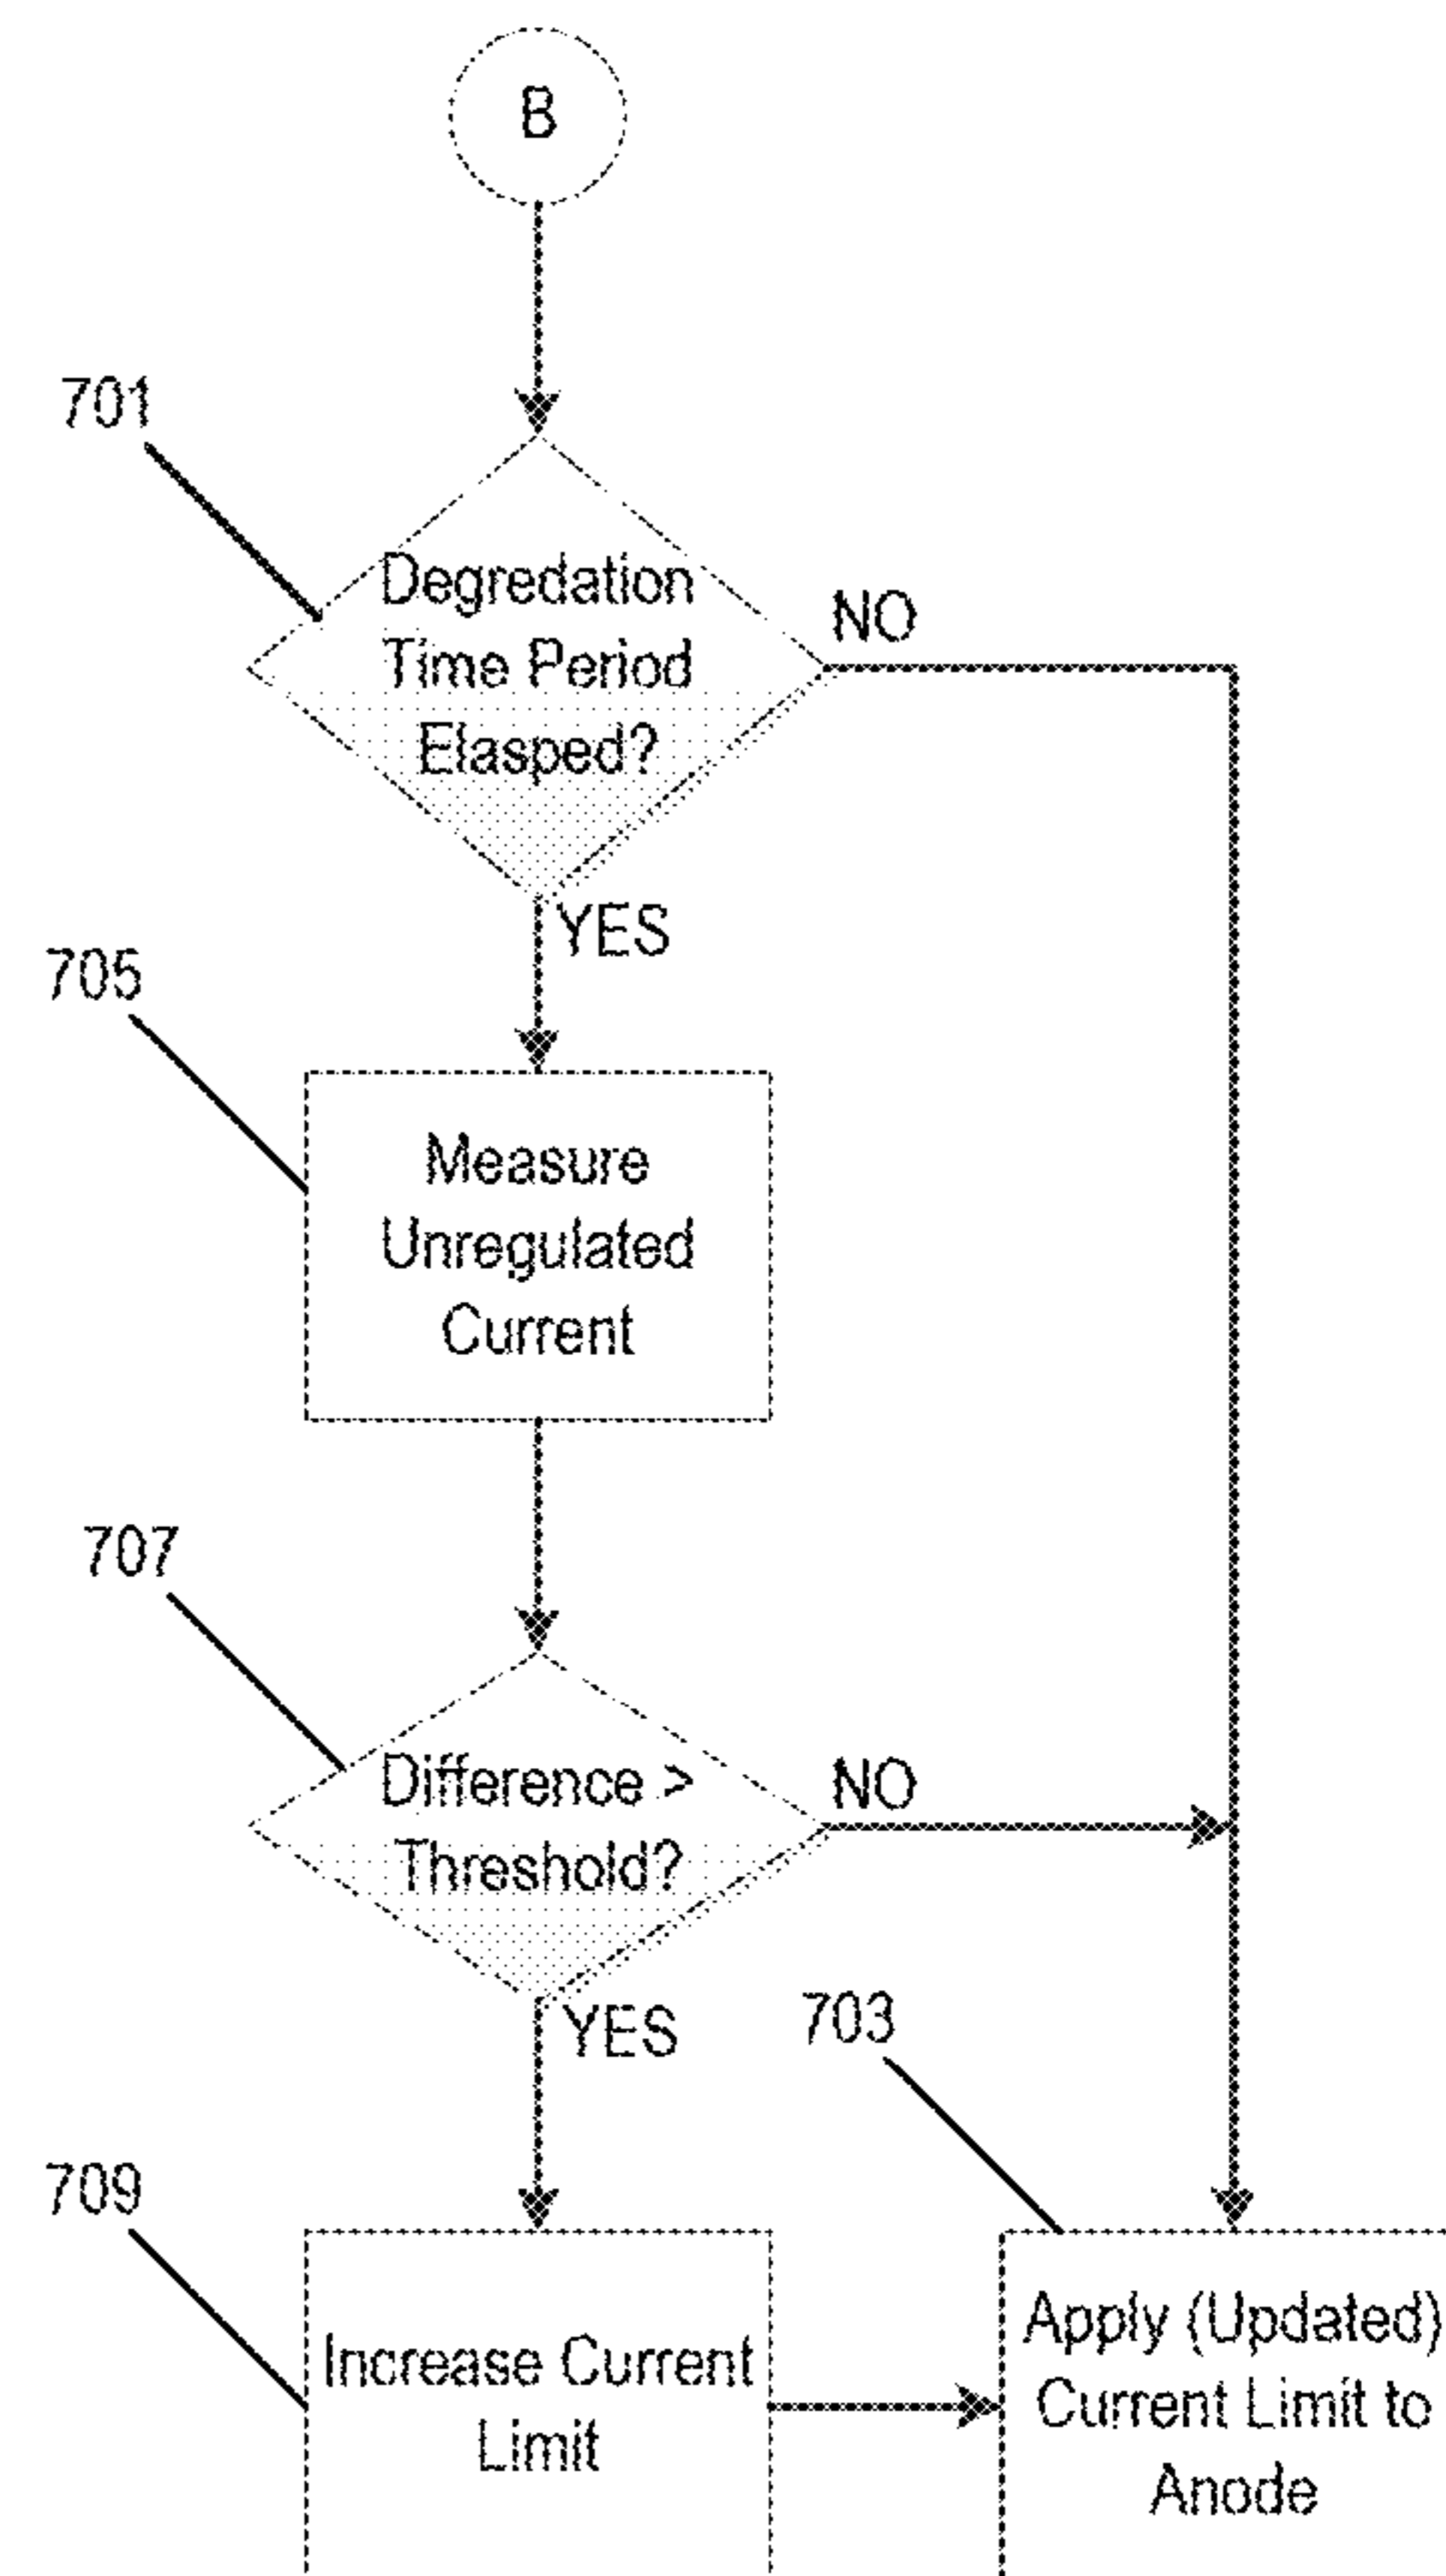 B
701
Degredation
Time Period
Elasped?
NO
YES
705
Measure
Unregulated
Current
707
Difference >
Threshold?
NO
YES
703
709
Increase Current
Limit
Apply (Updated)
Current Limit to
Anode